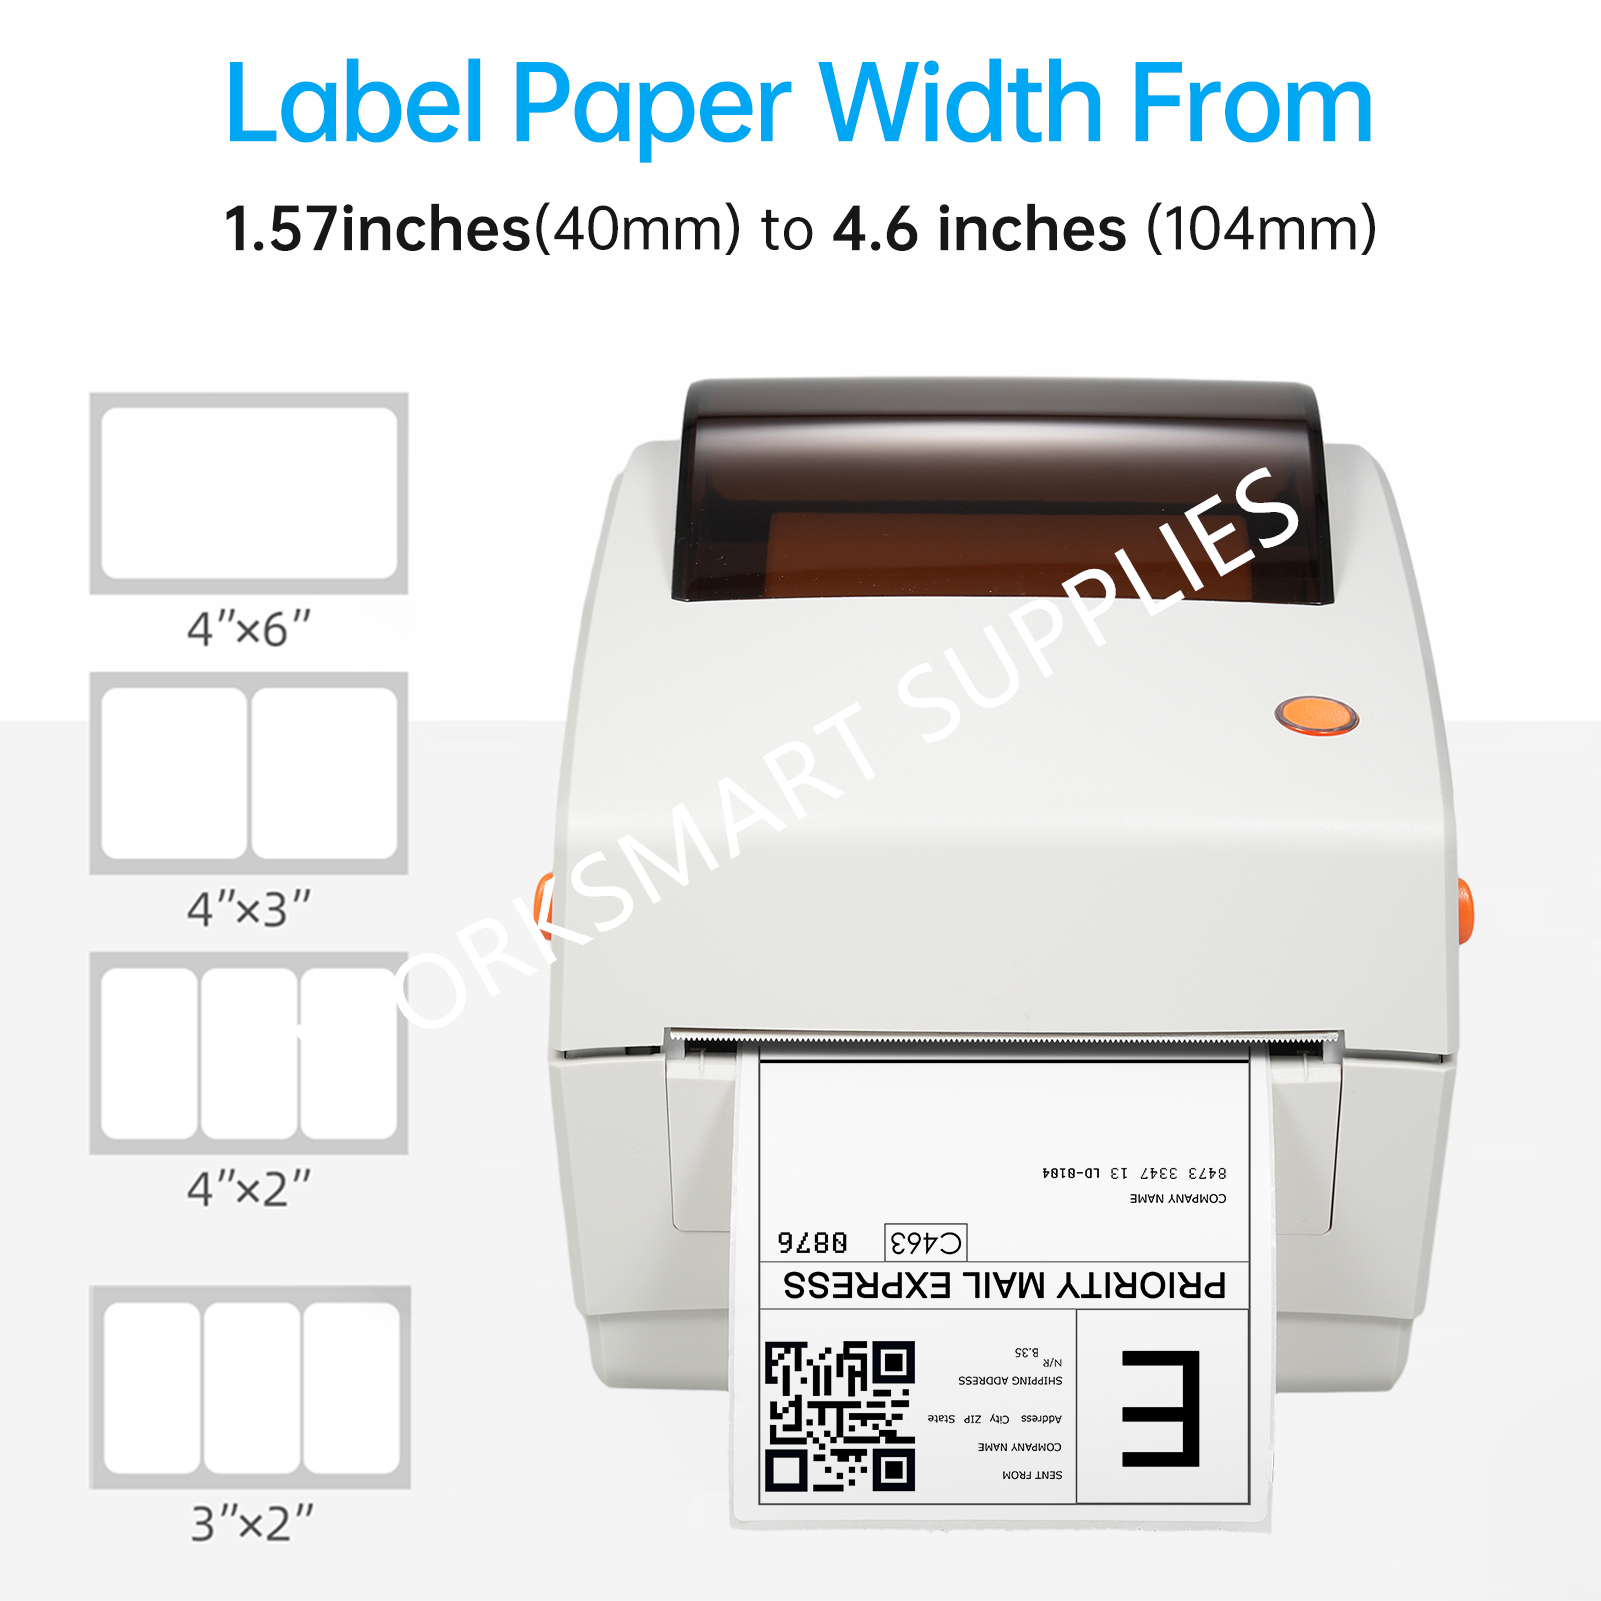 Label Paper Width From
1.57inches(40mm) to 4.6 inches (104mm)
4”×6”
4”×3”
4”×2”
3”×2”
ORKSMART SUPPLIES
8473 3347 13 LD-0104
COMPANY NAME
C463 0876
PRIORITY MAIL EXPRESS
E
B.35
N/R
SHIPPING ADDRESS
Address City ZIP State
COMPANY NAME
SENT FROM